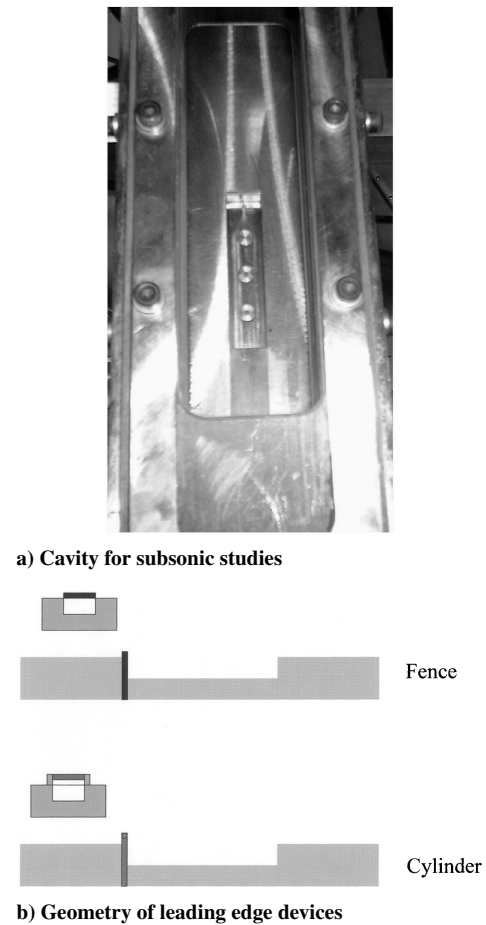 a) Cavity for subsonic studies
Fence
Cylinder
b) Geometry of leading edge devices